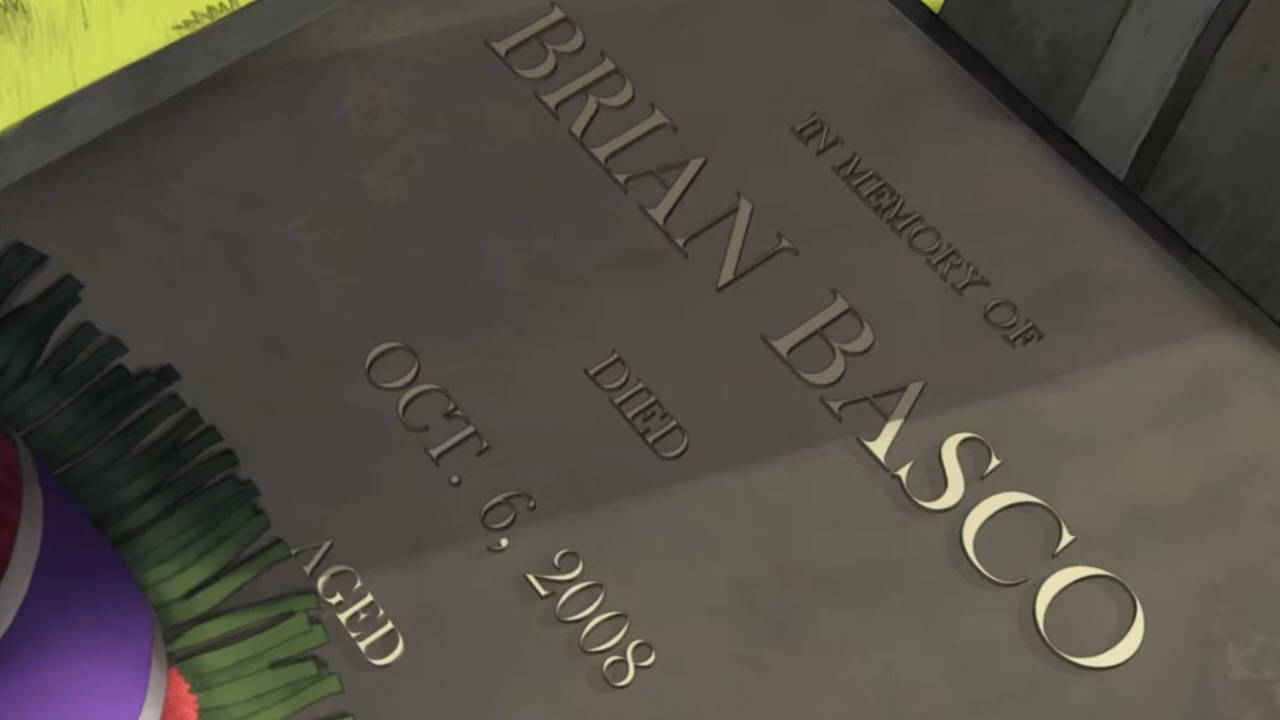 IN MEMORY OF
BRIAN BASCO
DIED
OCT. 6, 2008
AGED